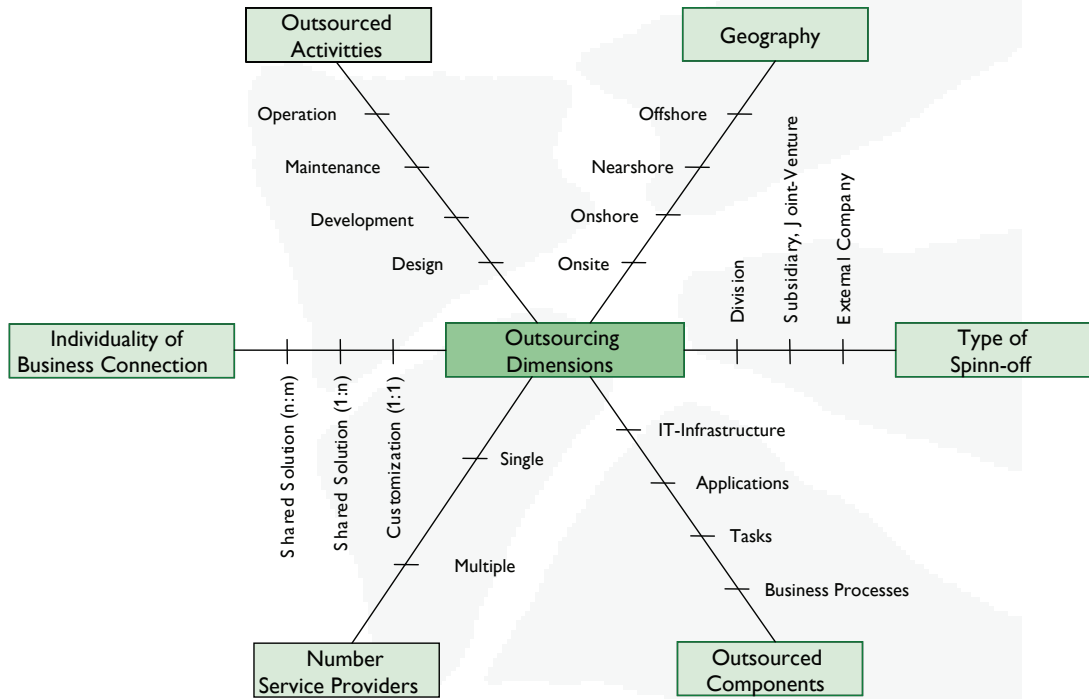 Outsourced
Activtities
Geography
Operation
Maintenance
Development
Design
Offshore
Nearshore
Onshore
Onsite
Division
Subsidiary, Joint-Venture
External Company
Individuality of
Business Connection
Outsourcing
Dimensions
Type of
Spinn-off
Shared Solution (n:m)
Shared Solution (1:n)
Customization (1:1)
Single
Multiple
IT-Infrastructure
Applications
Tasks
Business Processes
Number
Service Providers
Outsourced
Components